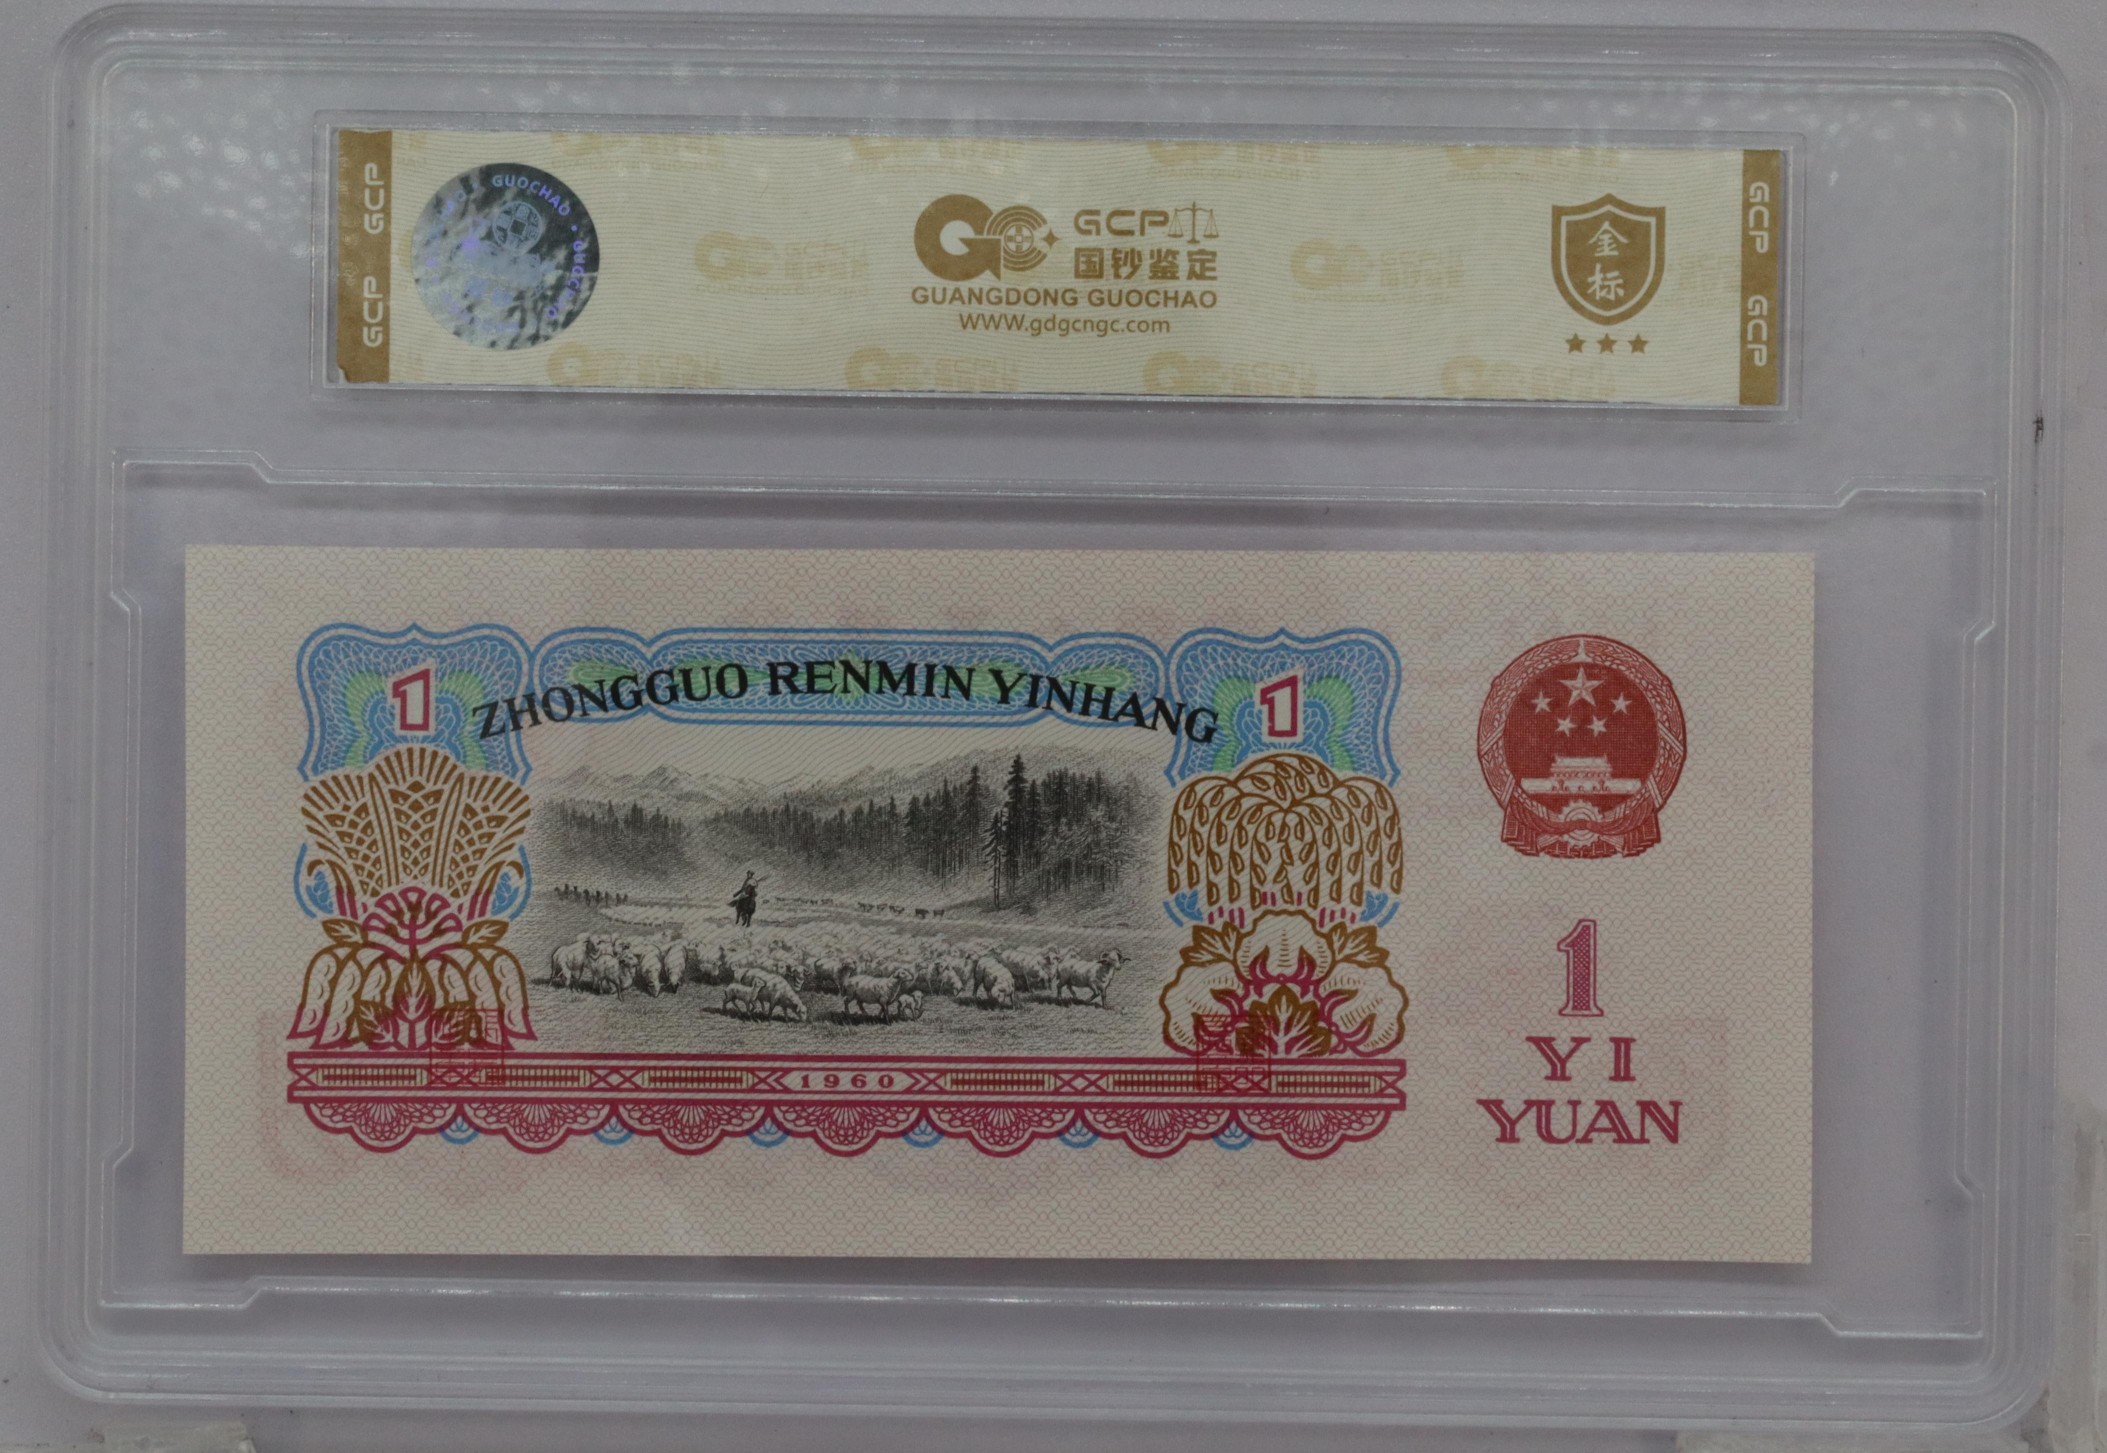 GCP GCP
GUOCHAO · GUOCHAO
GCP
国钞鉴定
GUANGDONG GUOCHAO
WWW.gdgcngc.com
金
标
GCP GCP
1 ZHONGGUO RENMIN YINHANG 1
1960
1
YI
YUAN